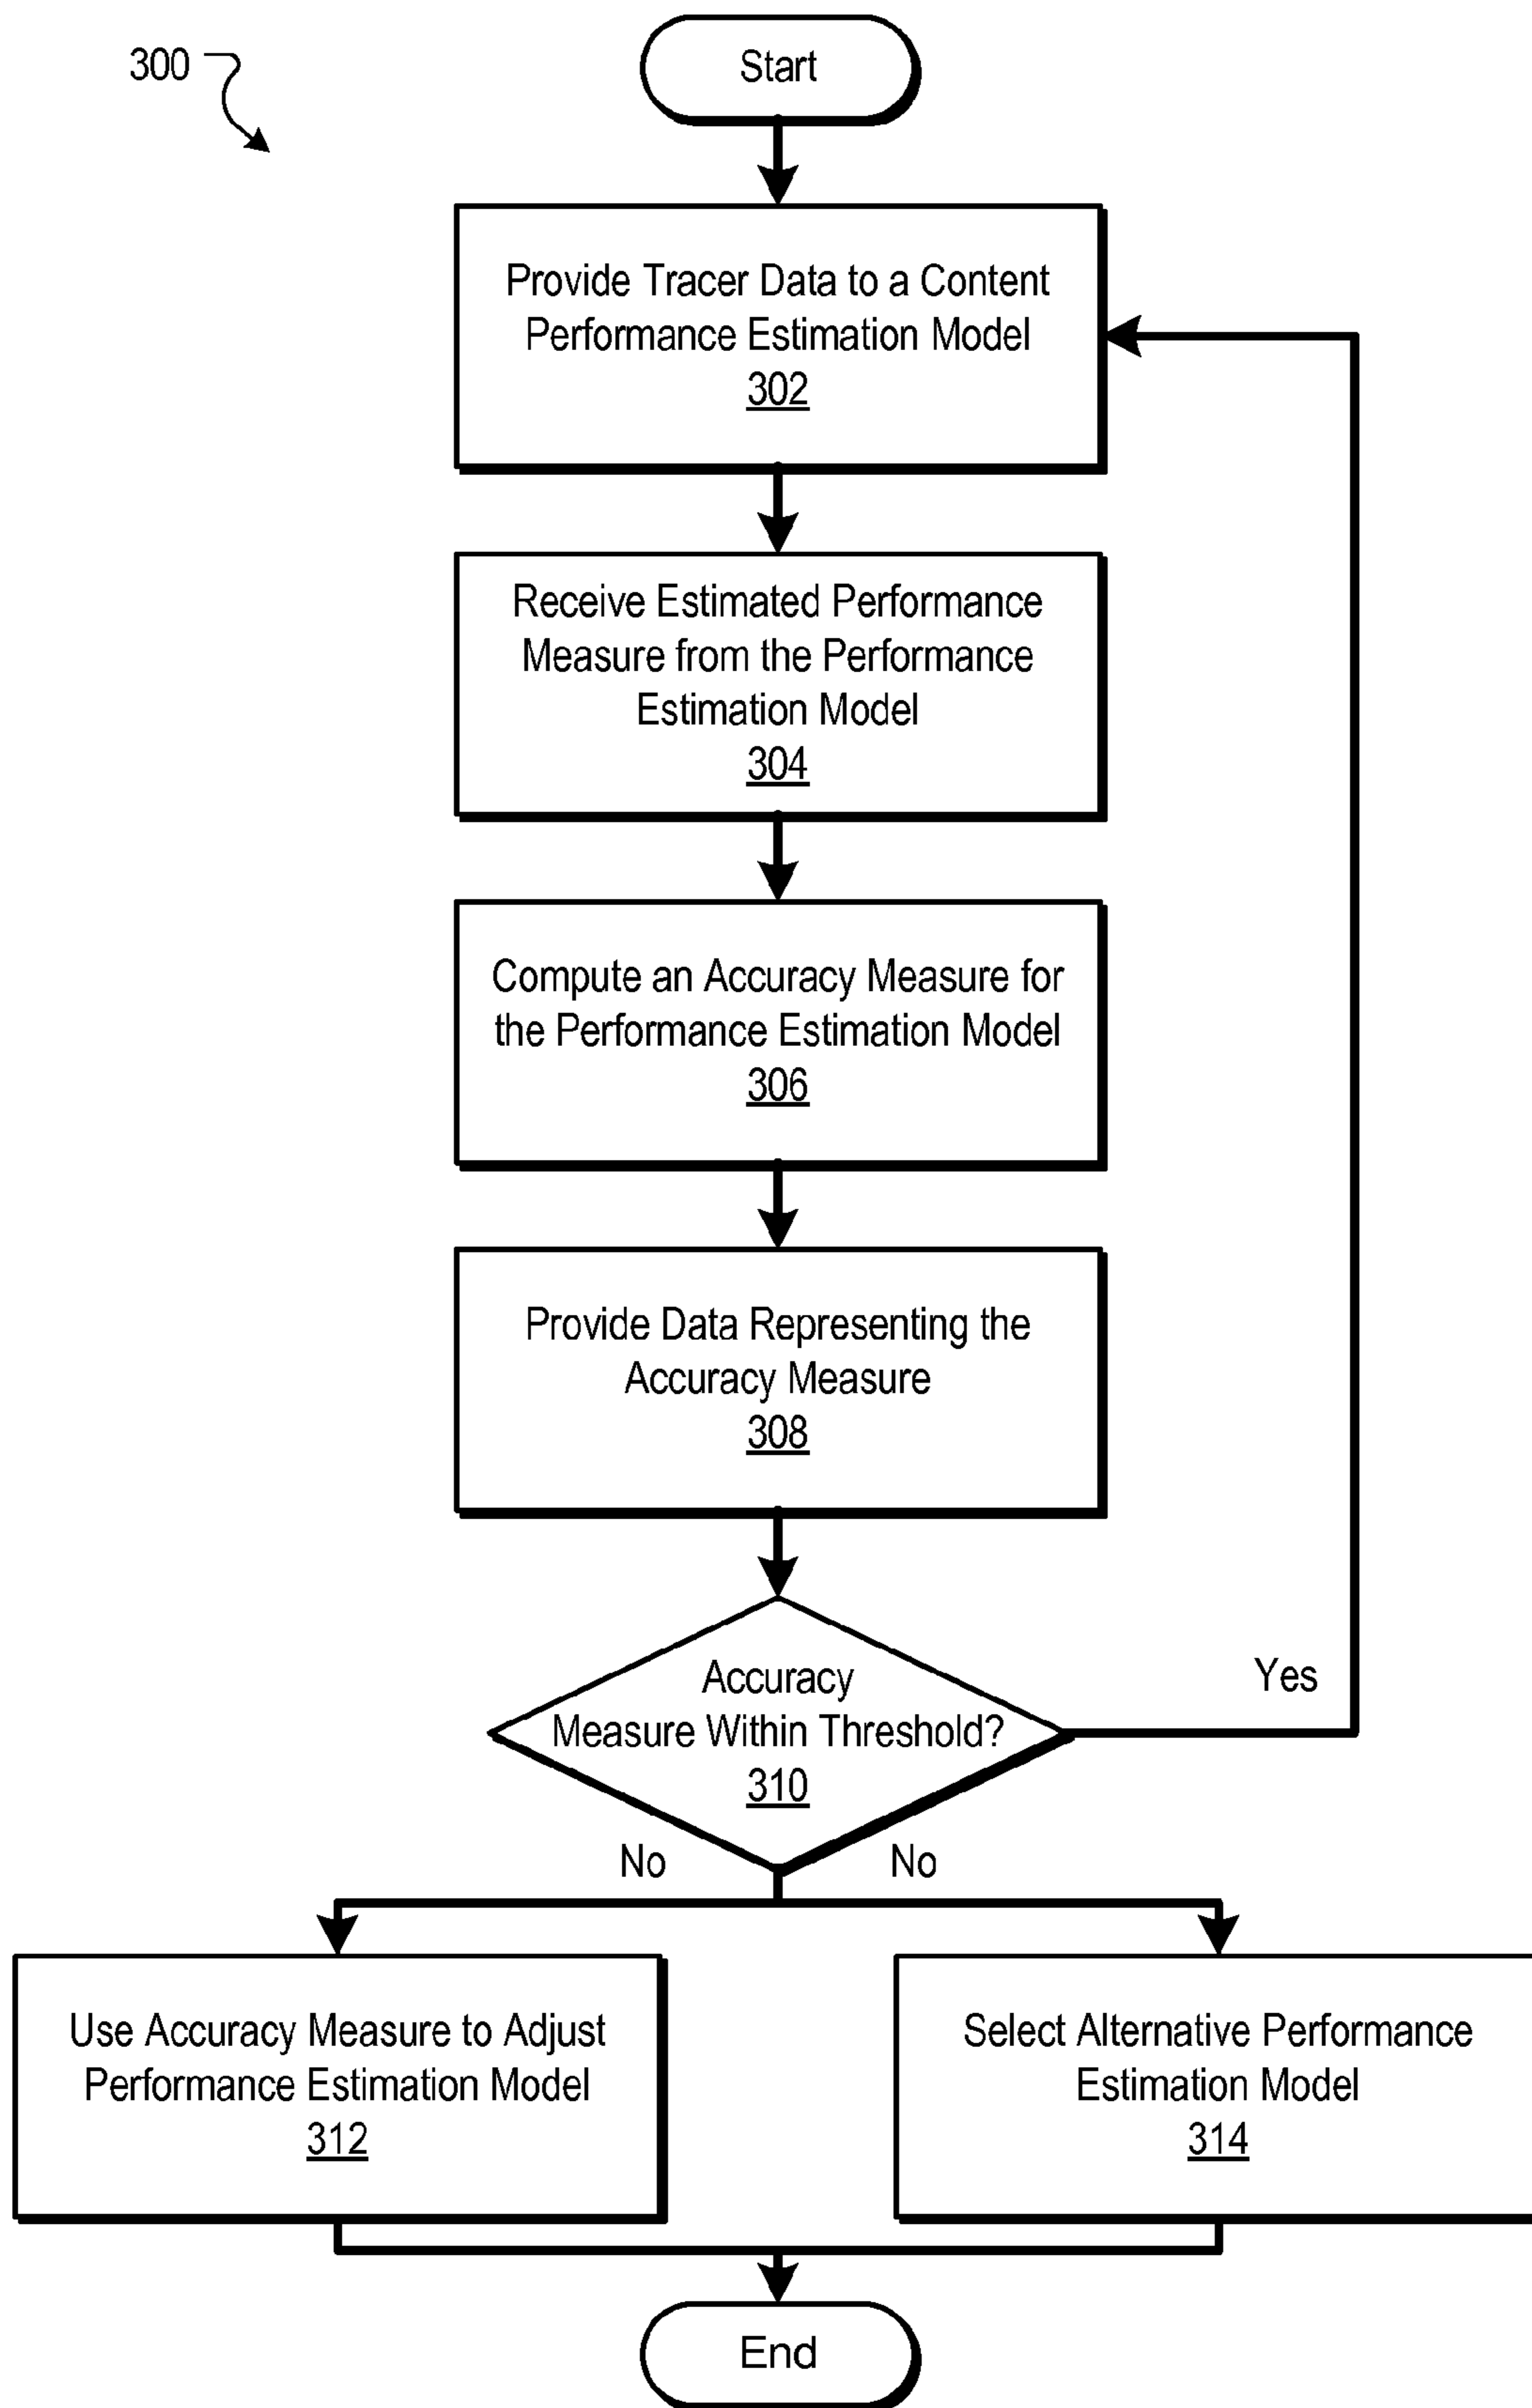 300
Start
Provide Tracer Data to a Content
Performance Estimation Model
302
Receive Estimated Performance
Measure from the Performance
Estimation Model
304
Compute an Accuracy Measure for
the Performance Estimation Model
306
Provide Data Representing the
Accuracy Measure
308
Accuracy
Measure Within Threshold?
310
Yes
No
No
Use Accuracy Measure to Adjust
Performance Estimation Model
312
Select Alternative Performance
Estimation Model
314
End